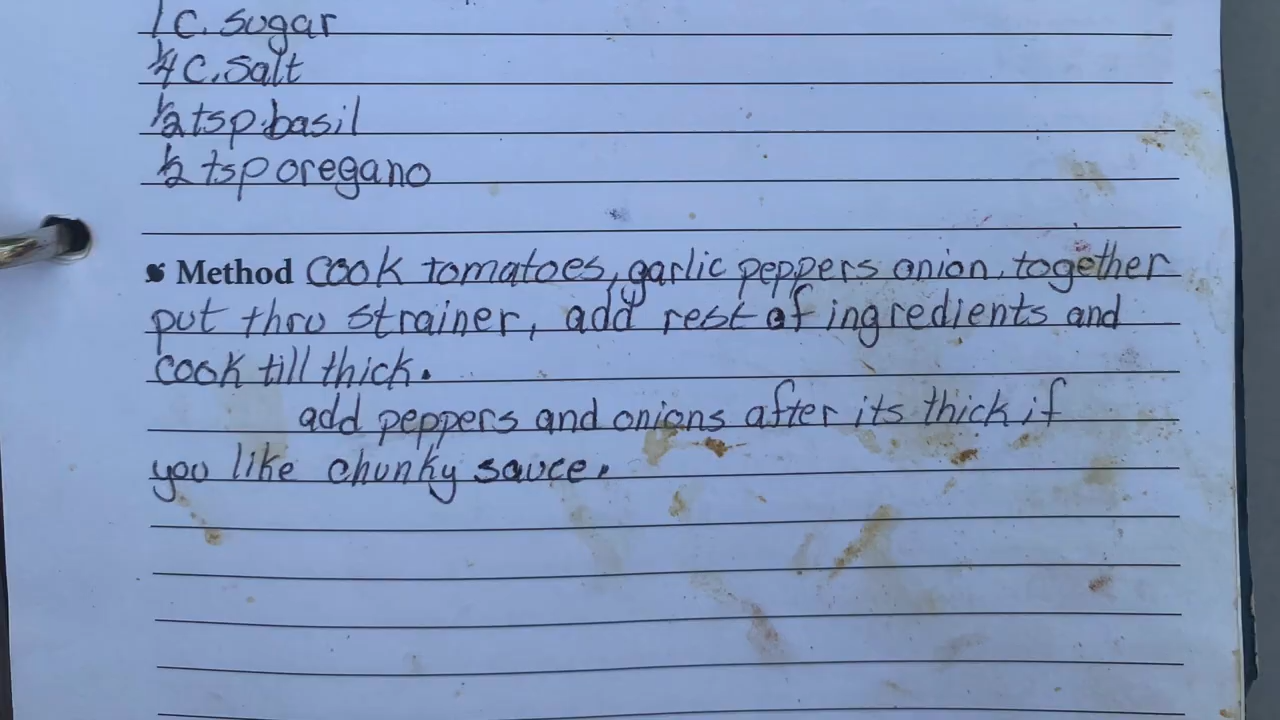 1 C. Sugar
1/4 C. Salt
1/2 tsp. basil
1/2 tsp oregano
Method cook tomatoes, garlic peppers onion, together
put thru strainer, add rest of ingredients and
cook till thick.
add peppers and onions after its thick if
you like chunky sauce.